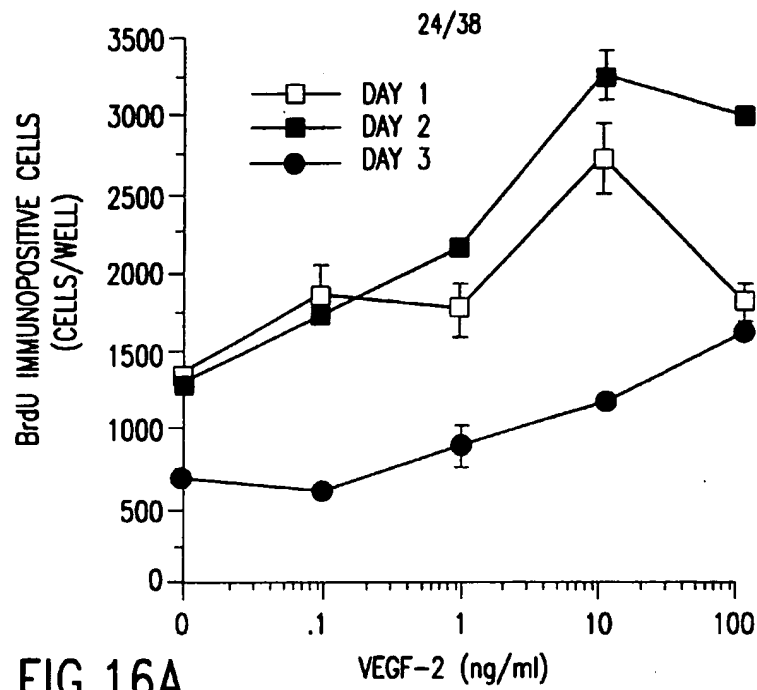 24/38
3500
3000
2500
2000
1500
1000
500
0
BrdU IMMUNOPOSITIVE CELLS
(CELLS/WELL)
DAY 1
DAY 2
DAY 3
0 .1 1 10 100
VEGF-2 (ng/ml)
FIG.16A